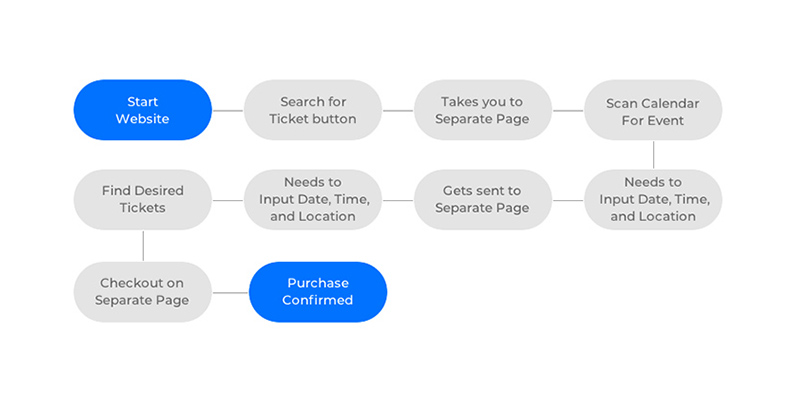 Start
Website
Search for
Ticket button
Takes you to
Separate Page
Scan Calendar
For Event
Find Desired
Tickets
Needs to
Input Date, Time,
and Location
Gets sent to
Separate Page
Needs to
Input Date, Time,
and Location
Checkout on
Separate Page
Purchase
Confirmed